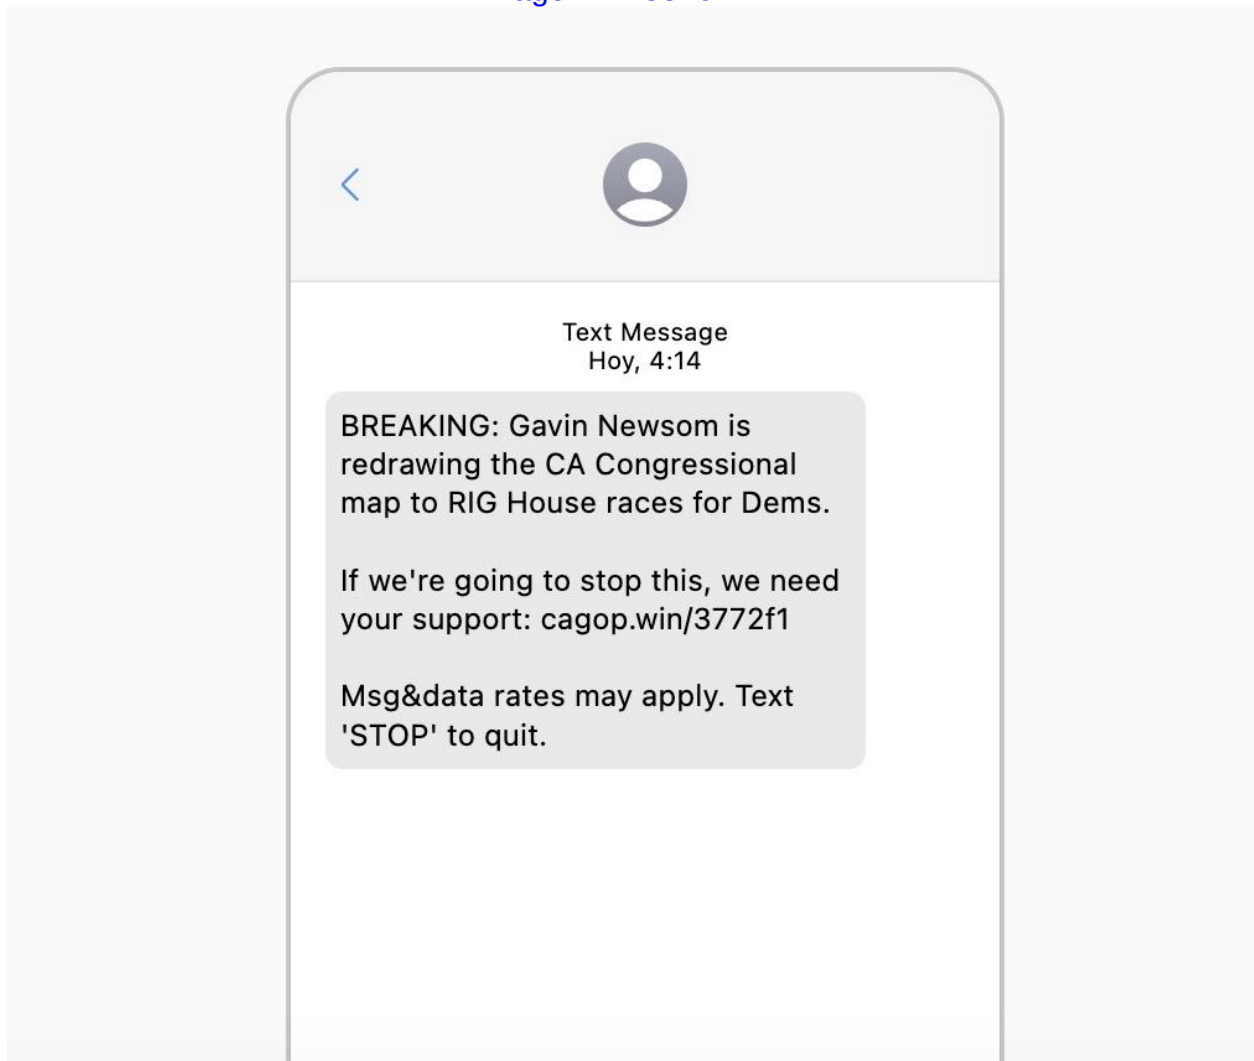 Text Message
Hoy, 4:14
BREAKING: Gavin Newsom is
redrawing the CA Congressional
map to RIG House races for Dems.
If we're going to stop this, we need
your support: cagop.win/3772f1
Msg&data rates may apply. Text
'STOP' to quit.